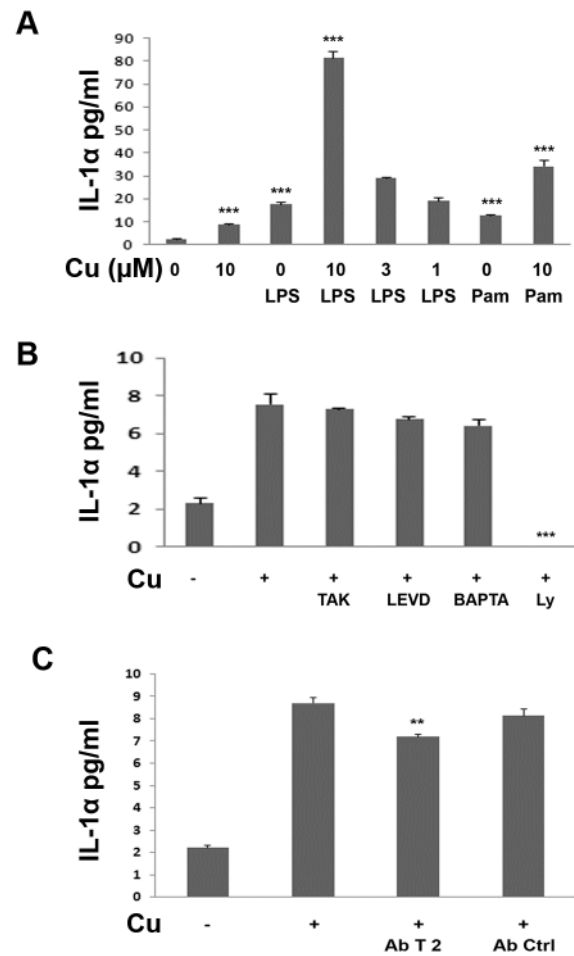 A
IL-1α pg/ml
90
80
70
60
50
40
30
20
10
0
*** *** *** *** ***
Cu (µM) 0 10 0 10 3 1 0 10
LPS LPS LPS LPS Pam Pam
B
IL-1α pg/ml
10
8
6
4
2
0
***
Cu - + + + + +
TAK LEVD BAPTA Ly
C
IL-1α pg/ml
10
9
8
7
6
5
4
3
2
1
0
**
Cu - + + +
Ab T 2 Ab Ctrl